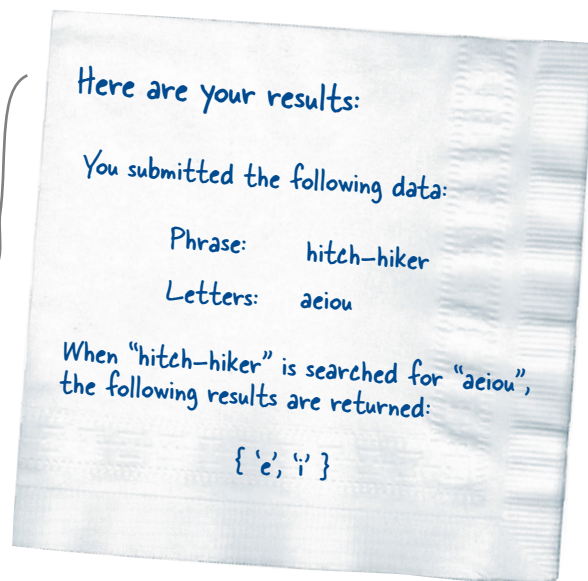 Here are your results:
You submitted the following data:
Phrase: hitch-hiker
Letters: aeiou
When “hitch-hiker” is searched for “aeiou”,
the following results are returned:
{ ‘e’, ‘i’ }